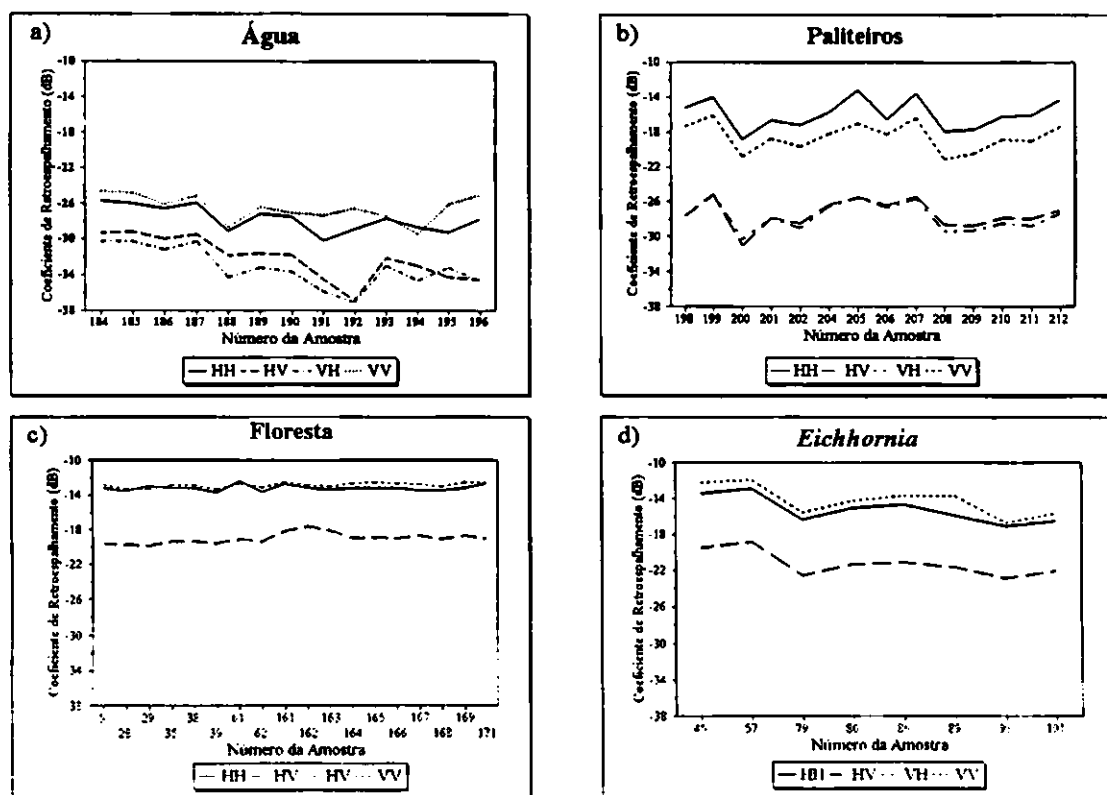 a)
Água
Coeficiente de Retroespalhamento (dB)
-10
-14
-18
-22
-26
-30
-34
-38
184 185 186 187 188 189 190 191 192 193 194 195 196
Número da Amostra
HH HV VH VV
b)
Paliteiros
Coeficiente de Retroespalhamento (dB)
-10
-14
-18
-22
-26
-30
-34
-38
198 199 200 201 202 204 205 206 207 208 209 210 211 212
Número da Amostra
HH HV VH VV
c)
Floresta
Coeficiente de Retroespalhamento (dB)
-10
-14
-18
-22
-26
-30
-34
29 161 163 165 167 169
28 162 164 166 168 171
Número da Amostra
HH HV HV VV
d)
Eichhornia
Coeficiente de Retroespalhamento (dB)
-10
-14
-18
-22
-26
-30
-34
-38
57 79
Número da Amostra
HH HV VH VV